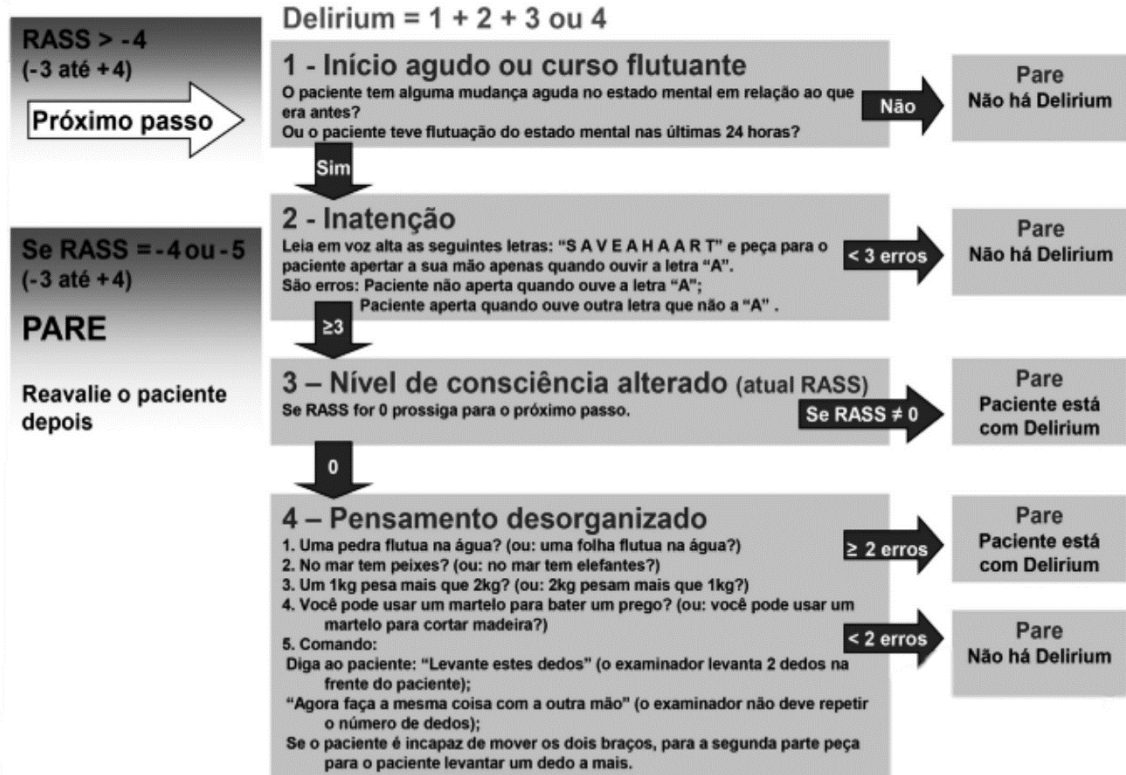 Delirium = 1 + 2 + 3 ou 4
RASS > -4
(-3 até +4)
Próximo passo
1 - Início agudo ou curso flutuante
O paciente tem alguma mudança aguda no estado mental em relação ao que
era antes?
Ou o paciente teve flutuação do estado mental nas últimas 24 horas?
Não
Pare
Não há Delirium
Sim
Se RASS = -4 ou -5
(-3 até +4)
PARE
Reavalie o paciente
depois
2 - Inatenção
Leia em voz alta as seguintes letras: “S A V E A H A A R T” e peça para o
paciente apertar a sua mão apenas quando ouvir a letra “A”.
São erros: Paciente não aperta quando ouve a letra “A”;
Paciente aperta quando ouve outra letra que não a “A” .
< 3 erros
Pare
Não há Delirium
≥3
3 – Nível de consciência alterado (atual RASS)
Se RASS for 0 prossiga para o próximo passo.
Se RASS ≠ 0
Pare
Paciente está
com Delirium
0
4 – Pensamento desorganizado
1. Uma pedra flutua na água? (ou: uma folha flutua na água?)
2. No mar tem peixes? (ou: no mar tem elefantes?)
3. Um 1kg pesa mais que 2kg? (ou: 2kg pesam mais que 1kg?)
4. Você pode usar um martelo para bater um prego? (ou: você pode usar um
martelo para cortar madeira?)
5. Comando:
Diga ao paciente: “Levante estes dedos” (o examinador levanta 2 dedos na
frente do paciente);
“Agora faça a mesma coisa com a outra mão” (o examinador não deve repetir
o número de dedos);
Se o paciente é incapaz de mover os dois braços, para a segunda parte peça
para o paciente levantar um dedo a mais.
≥ 2 erros
Pare
Paciente está
com Delirium
< 2 erros
Pare
Não há Delirium